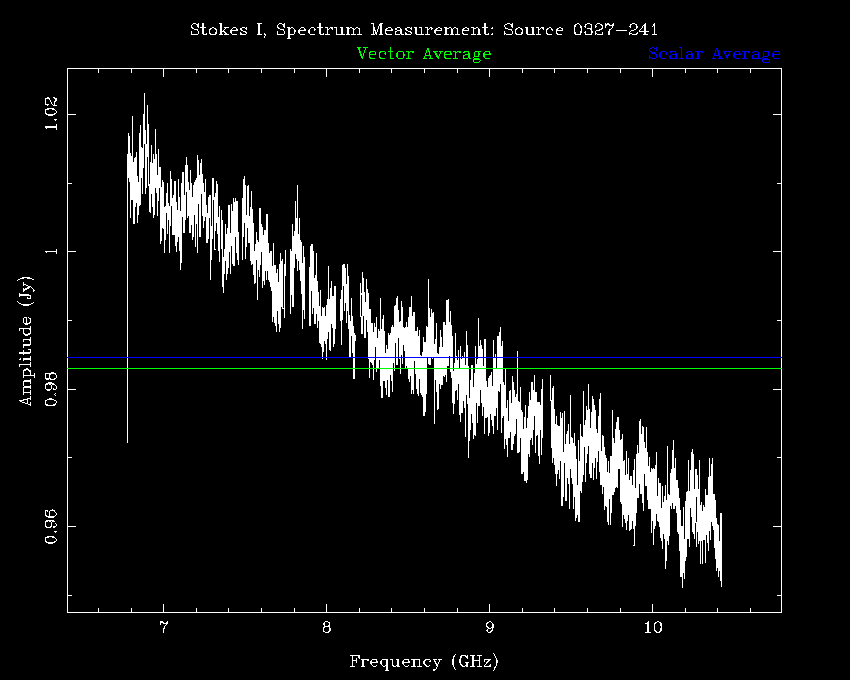 Stokes I, Spectrum Measurement: Source 0327-241
Vector Average Scalar Average
1.02
1
0.98
0.96
Amplitude (Jy)
7 8 9 10
Frequency (GHz)